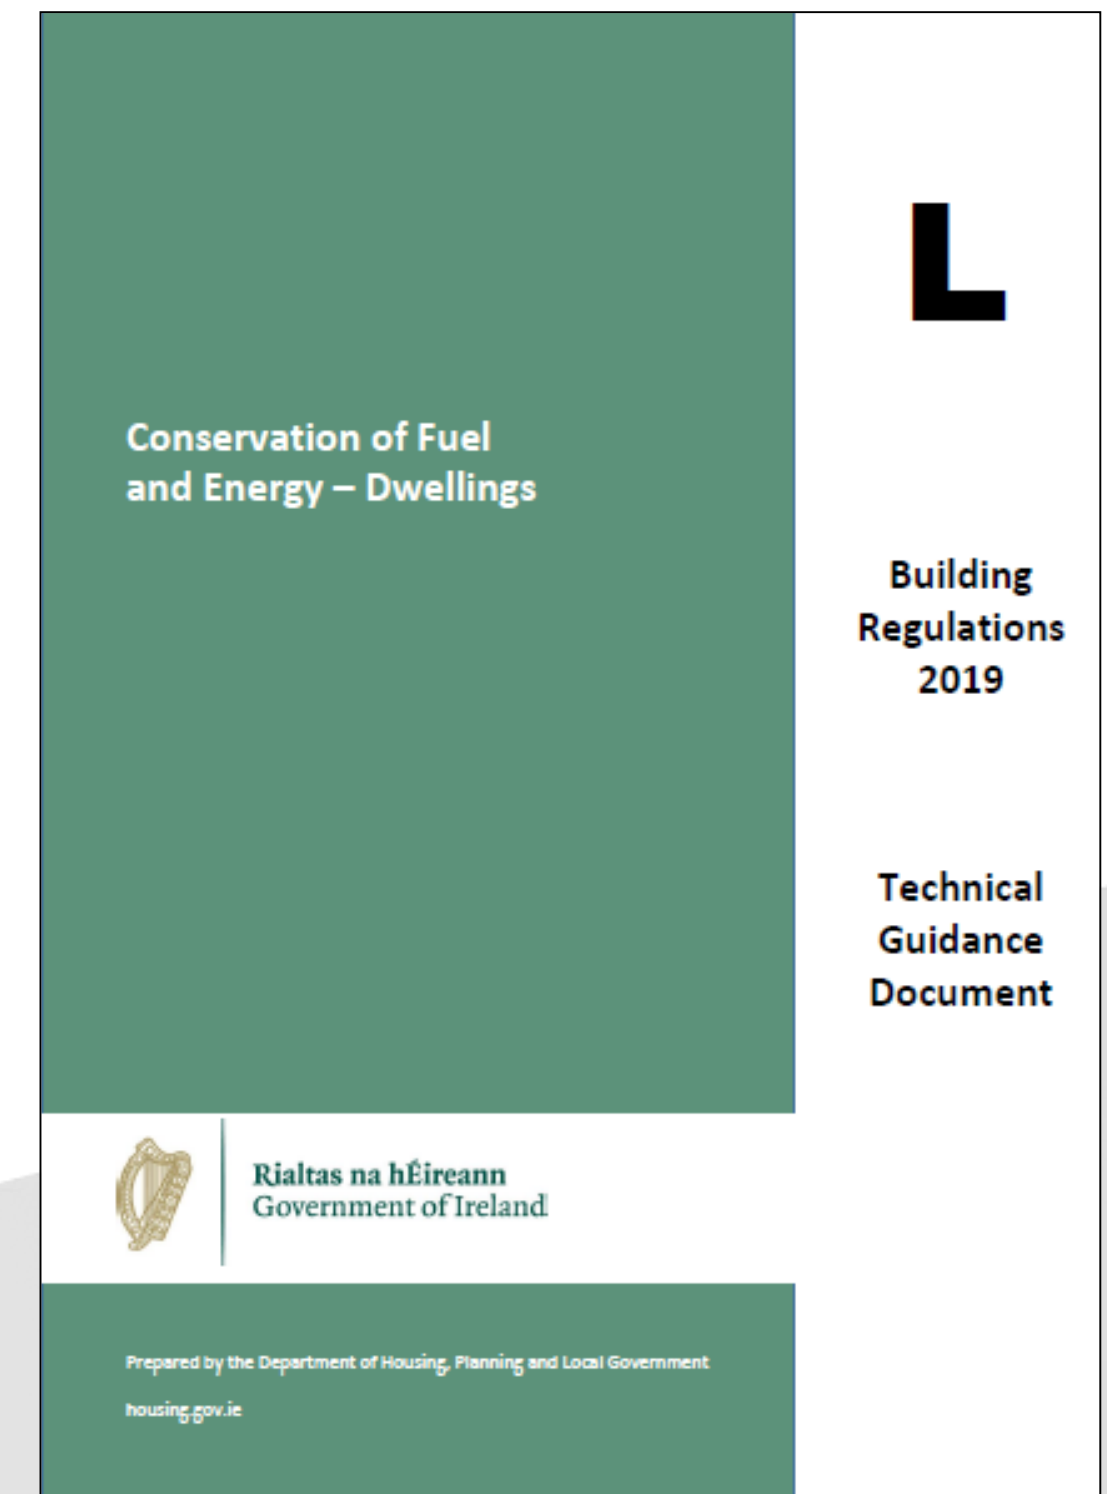 L
Conservation of Fuel
and Energy – Dwellings
Building
Regulations
2019
Technical
Guidance
Document
Rialtas na hÉireann
Government of Ireland
Prepared by the Department of Housing, Planning and Local Government
housing.gov.ie